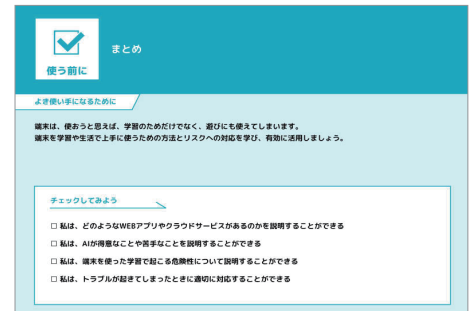 使う前に
まとめ
よき使い手になるために
端末は、使おうと思えば、学習のためだけでなく、遊びにも使えてしまいます。
端末を学習や生活で上手に使うための方法とリスクへの対応を学び、有効に活用しましょう。
チェックしてみよう
□ 私は、どのようなWEBアプリやクラウドサービスがあるのかを説明することができる
□ 私は、AIが得意なことや苦手なことを説明することができる
□ 私は、端末を使った学習で起こる危険性について説明することができる
□ 私は、トラブルが起きてしまったときに適切に対応することができる